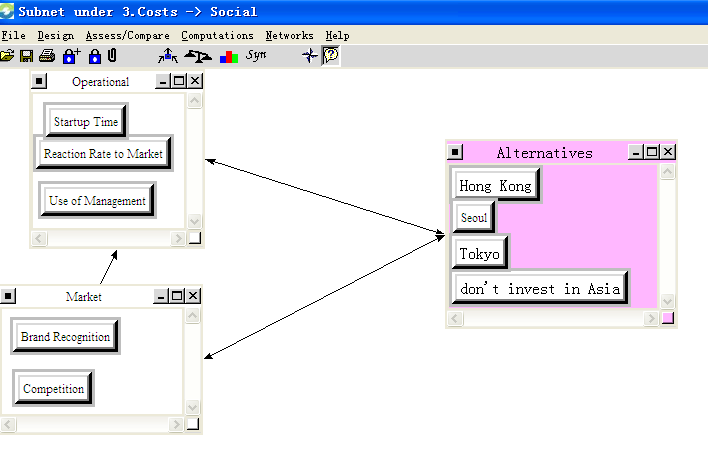 Subnet under 3.Costs -> Social
File Design Assess/Compare Computations Networks Help
Syn
Operational
Startup Time
Reaction Rate to Market
Use of Management
Alternatives
Hong Kong
Seoul
Tokyo
don't invest in Asia
Market
Brand Recognition
Competition